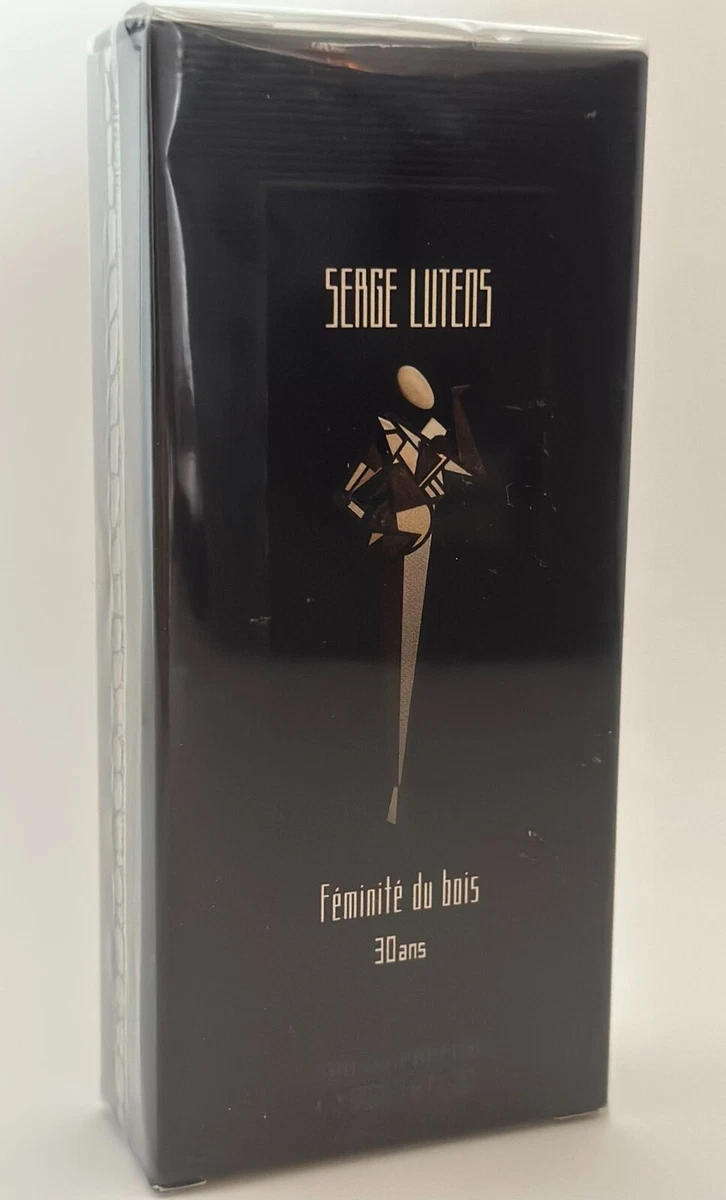 SERGE LUTENS
Féminité du bois
30ans